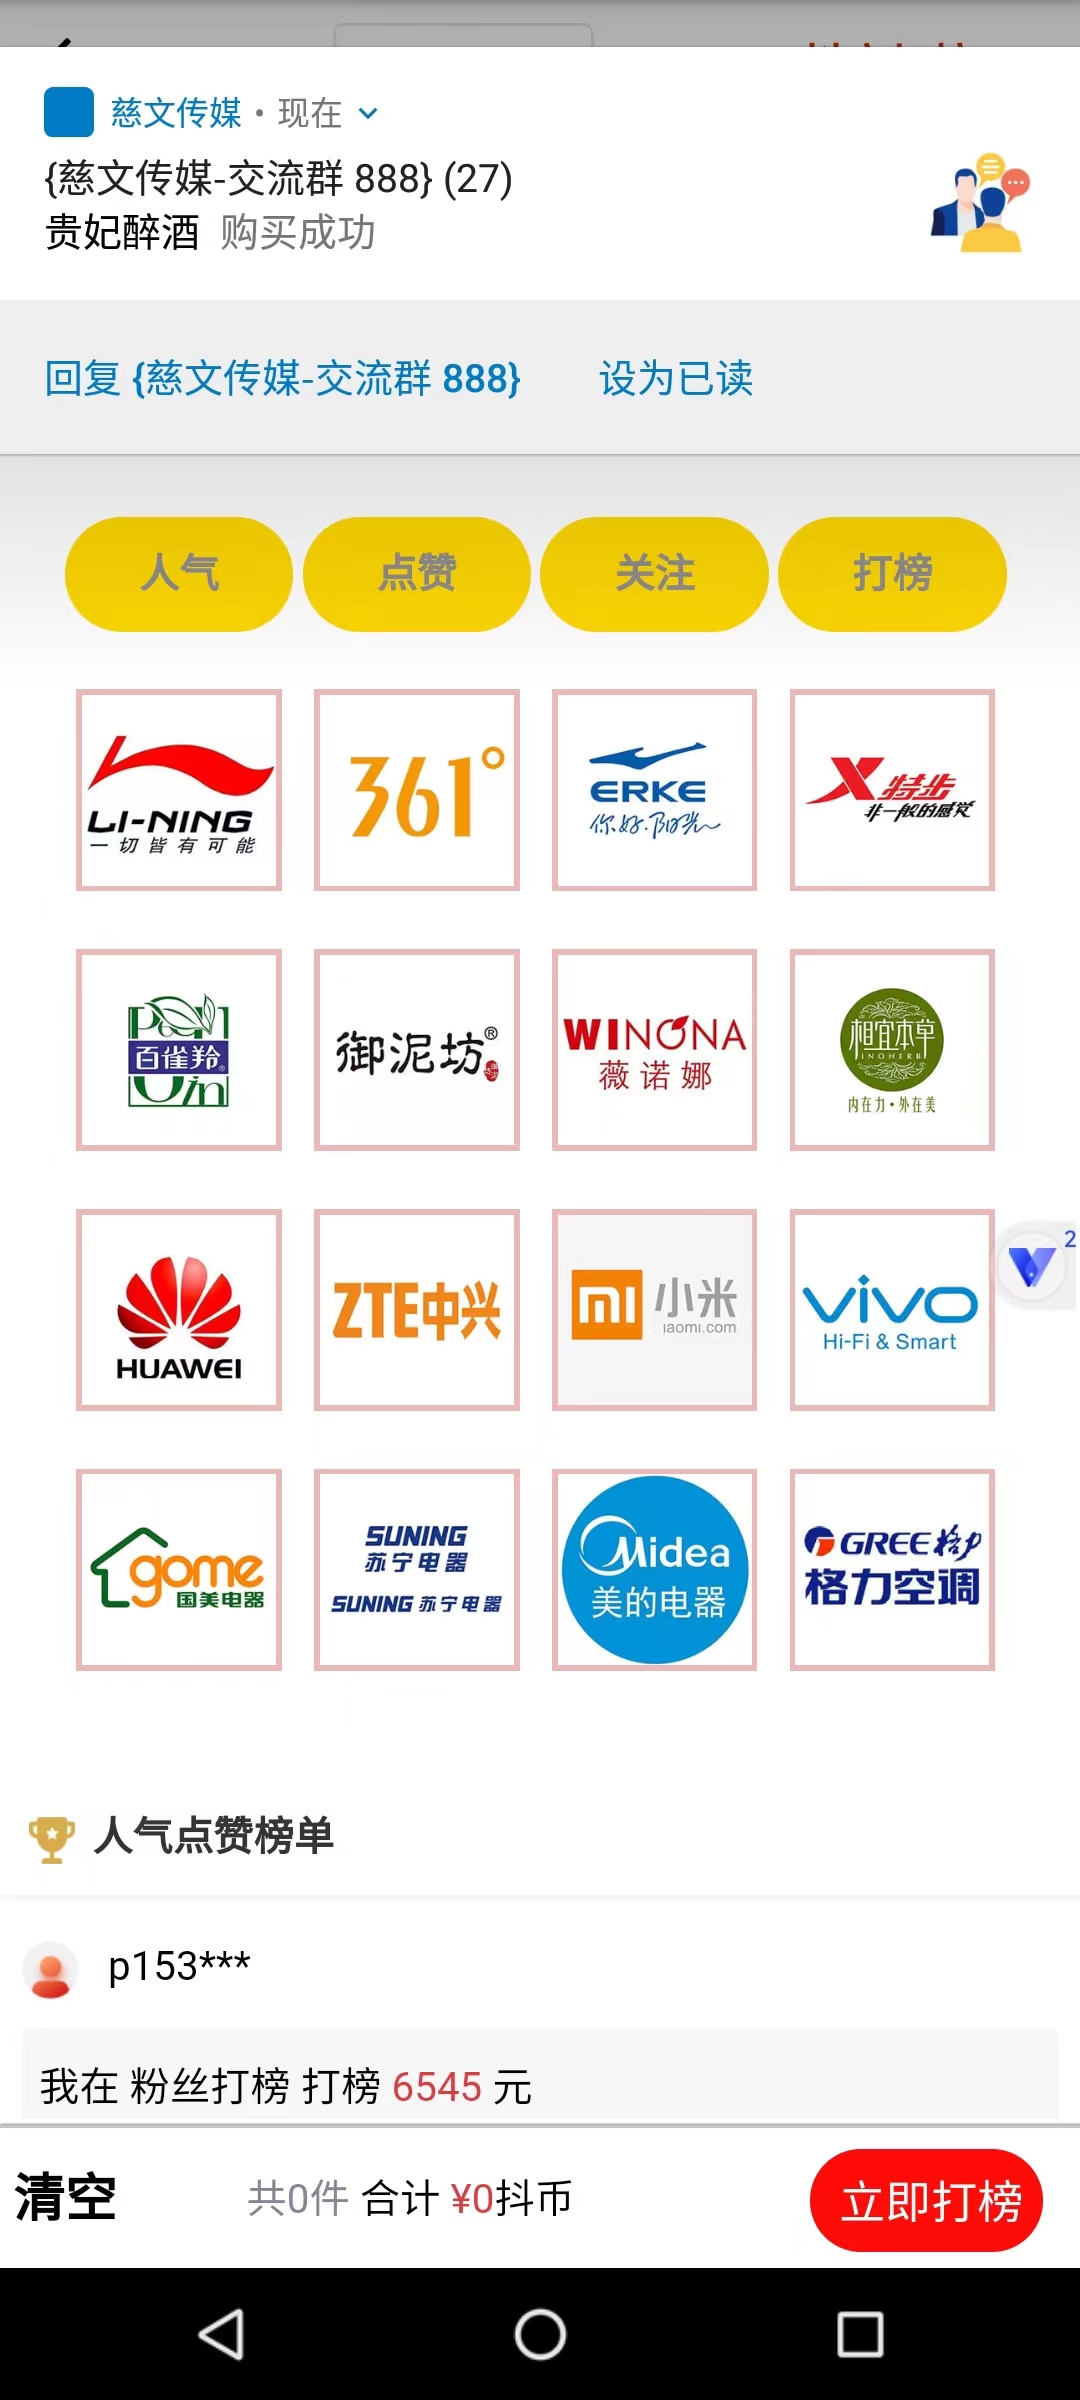 慈文传媒 • 现在
{慈文传媒-交流群 888} (27)
贵妃醉酒 购买成功
回复 {慈文传媒-交流群 888} 设为已读
人气 点赞 关注 打榜
LI-NING
一切皆有可能
361°
ERKE
你好.阳光
特步
非一般的感觉
百雀羚
御泥坊®
WINONA
薇诺娜
相宜本草
INOHERB
内在力•外在美
HUAWEI
ZTE中兴
小米
iaomi.com
vivo
Hi-Fi & Smart
2
gome
国美电器
SUNING
苏宁电器
SUNING 苏宁电器
Midea
美的电器
GREE格力
格力空调
人气点赞榜单
p153***
我在 粉丝打榜 打榜 6545 元
清空 共0件 合计 ¥0抖币 立即打榜